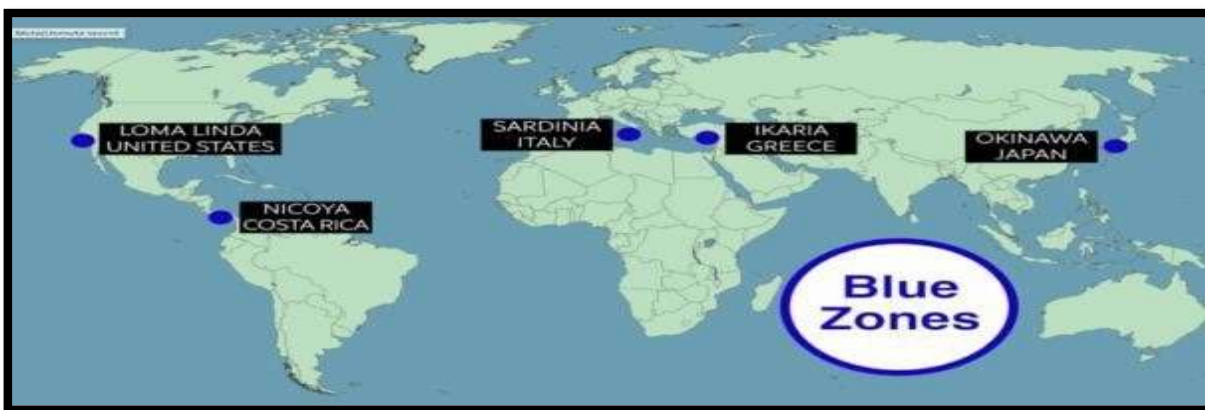 LOMA LINDA
UNITED STATES
SARDINIA
ITALY
IKARIA
GREECE
OKINAWA
JAPAN
NICOYA
COSTA RICA
Blue
Zones